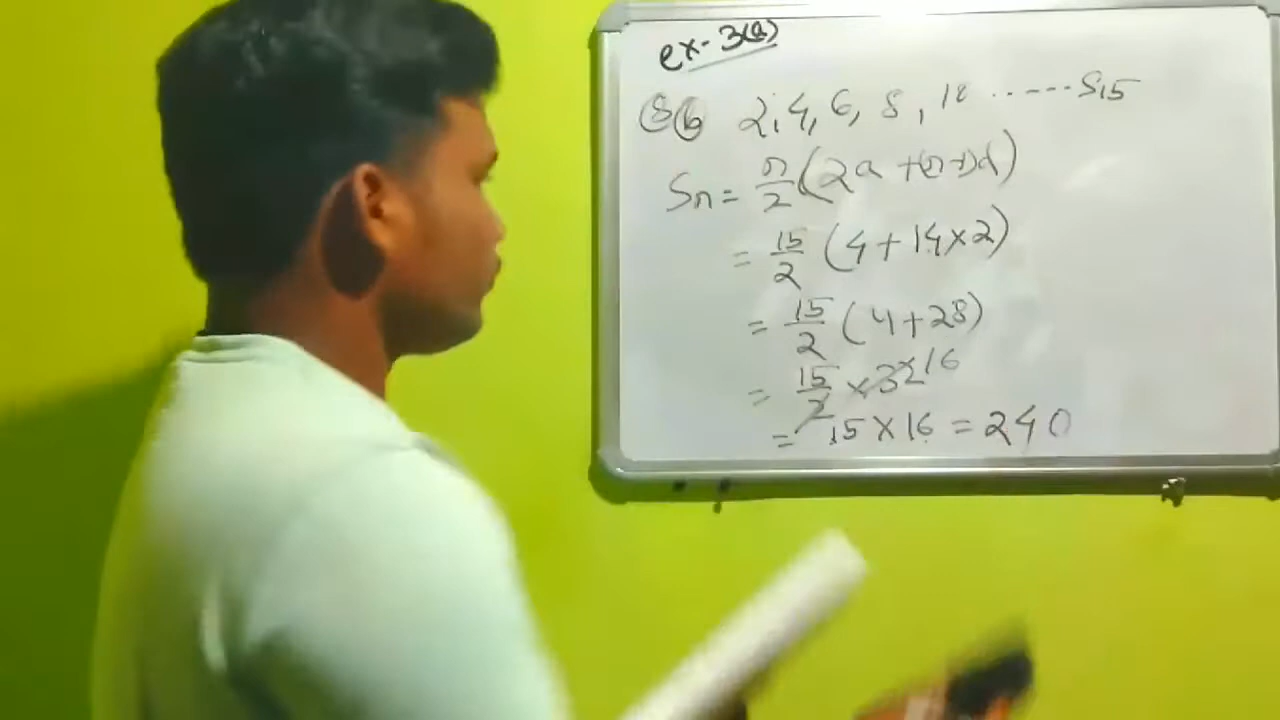 ex-3(a)
8 b 2, 4, 6, 8, 10 ......S15
Sn = n/2 (2a + (n-1)d)
= 15/2 (4 + 14×2)
= 15/2 (4+28)
= 15/2 × 32 16
= 15 × 16 = 240